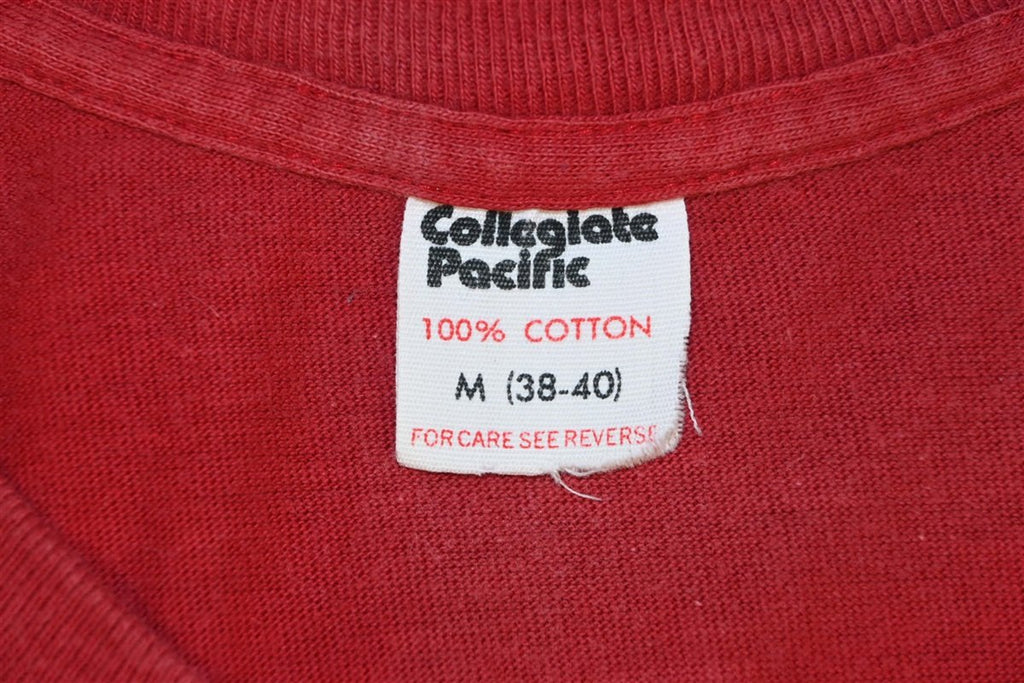 Collegiate
Pacific
100% COTTON
M (38-40)
FOR CARE SEE REVERSE